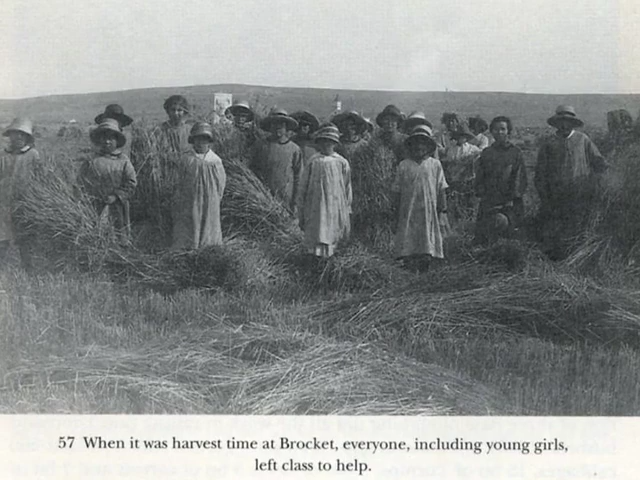 57 When it was harvest time at Brocket, everyone, including young girls,
left class to help.